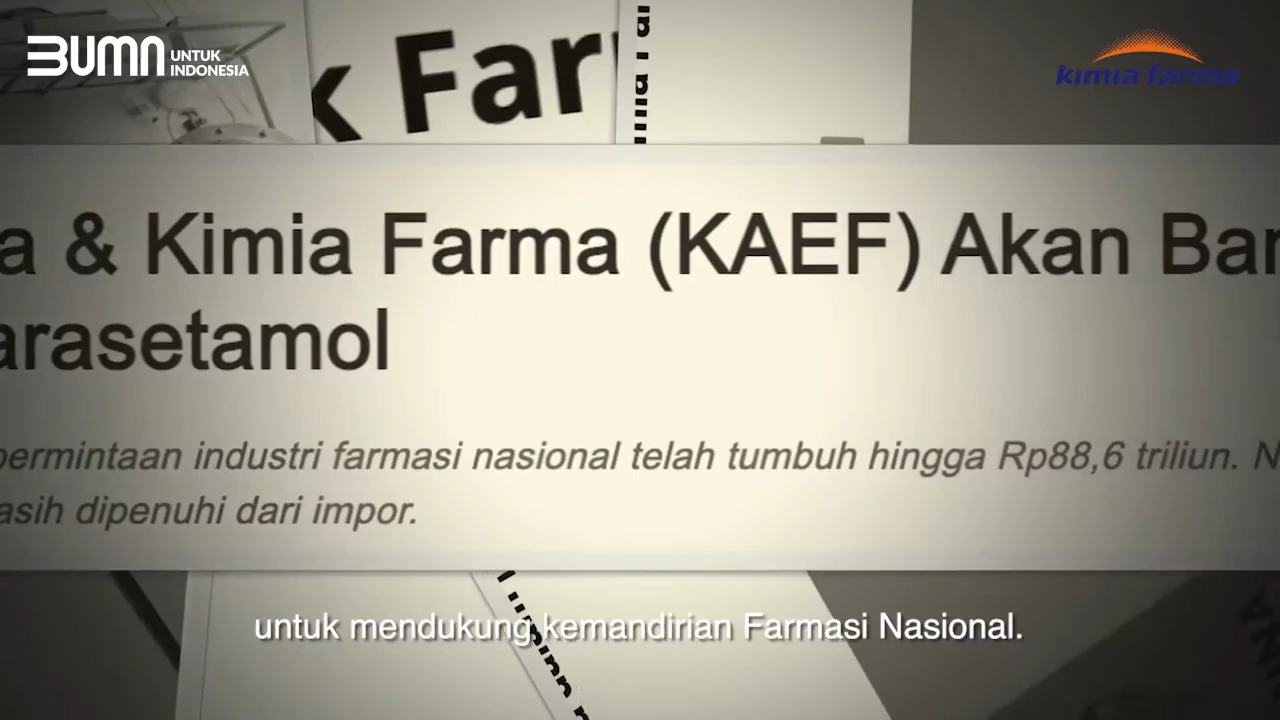 BUMN UNTUK
INDONESIA
kimia farma
k Far
a & Kimia Farma (KAEF) Akan Ban
arasetamol
permintaan industri farmasi nasional telah tumbuh hingga Rp88,6 triliun. N
asih dipenuhi dari impor.
untuk mendukung kemandirian Farmasi Nasional.